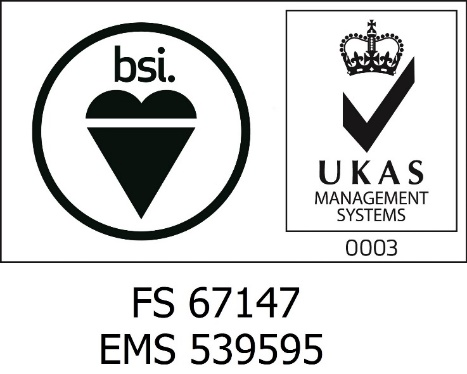 bsi.
UKAS
MANAGEMENT
SYSTEMS
0003
FS 67147
EMS 539595